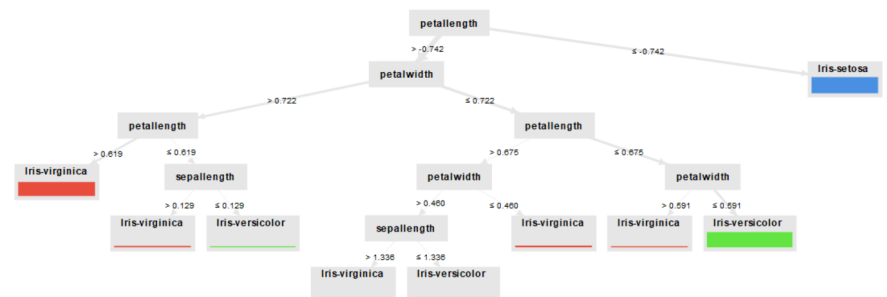 petallength
> -0.742
≤ -0.742
petalwidth
Iris-setosa
> 0.722
≤ 0.722
petallength
petallength
> 0.619
≤ 0.619
> 0.675
≤ 0.675
Iris-virginica
sepallength
petalwidth
petalwidth
> 0.129
≤ 0.129
> 0.460
≤ 0.460
> 0.591
≤ 0.591
Iris-virginica
Iris-versicolor
sepallength
Iris-virginica
Iris-virginica
Iris-versicolor
> 1.336
≤ 1.336
Iris-virginica
Iris-versicolor